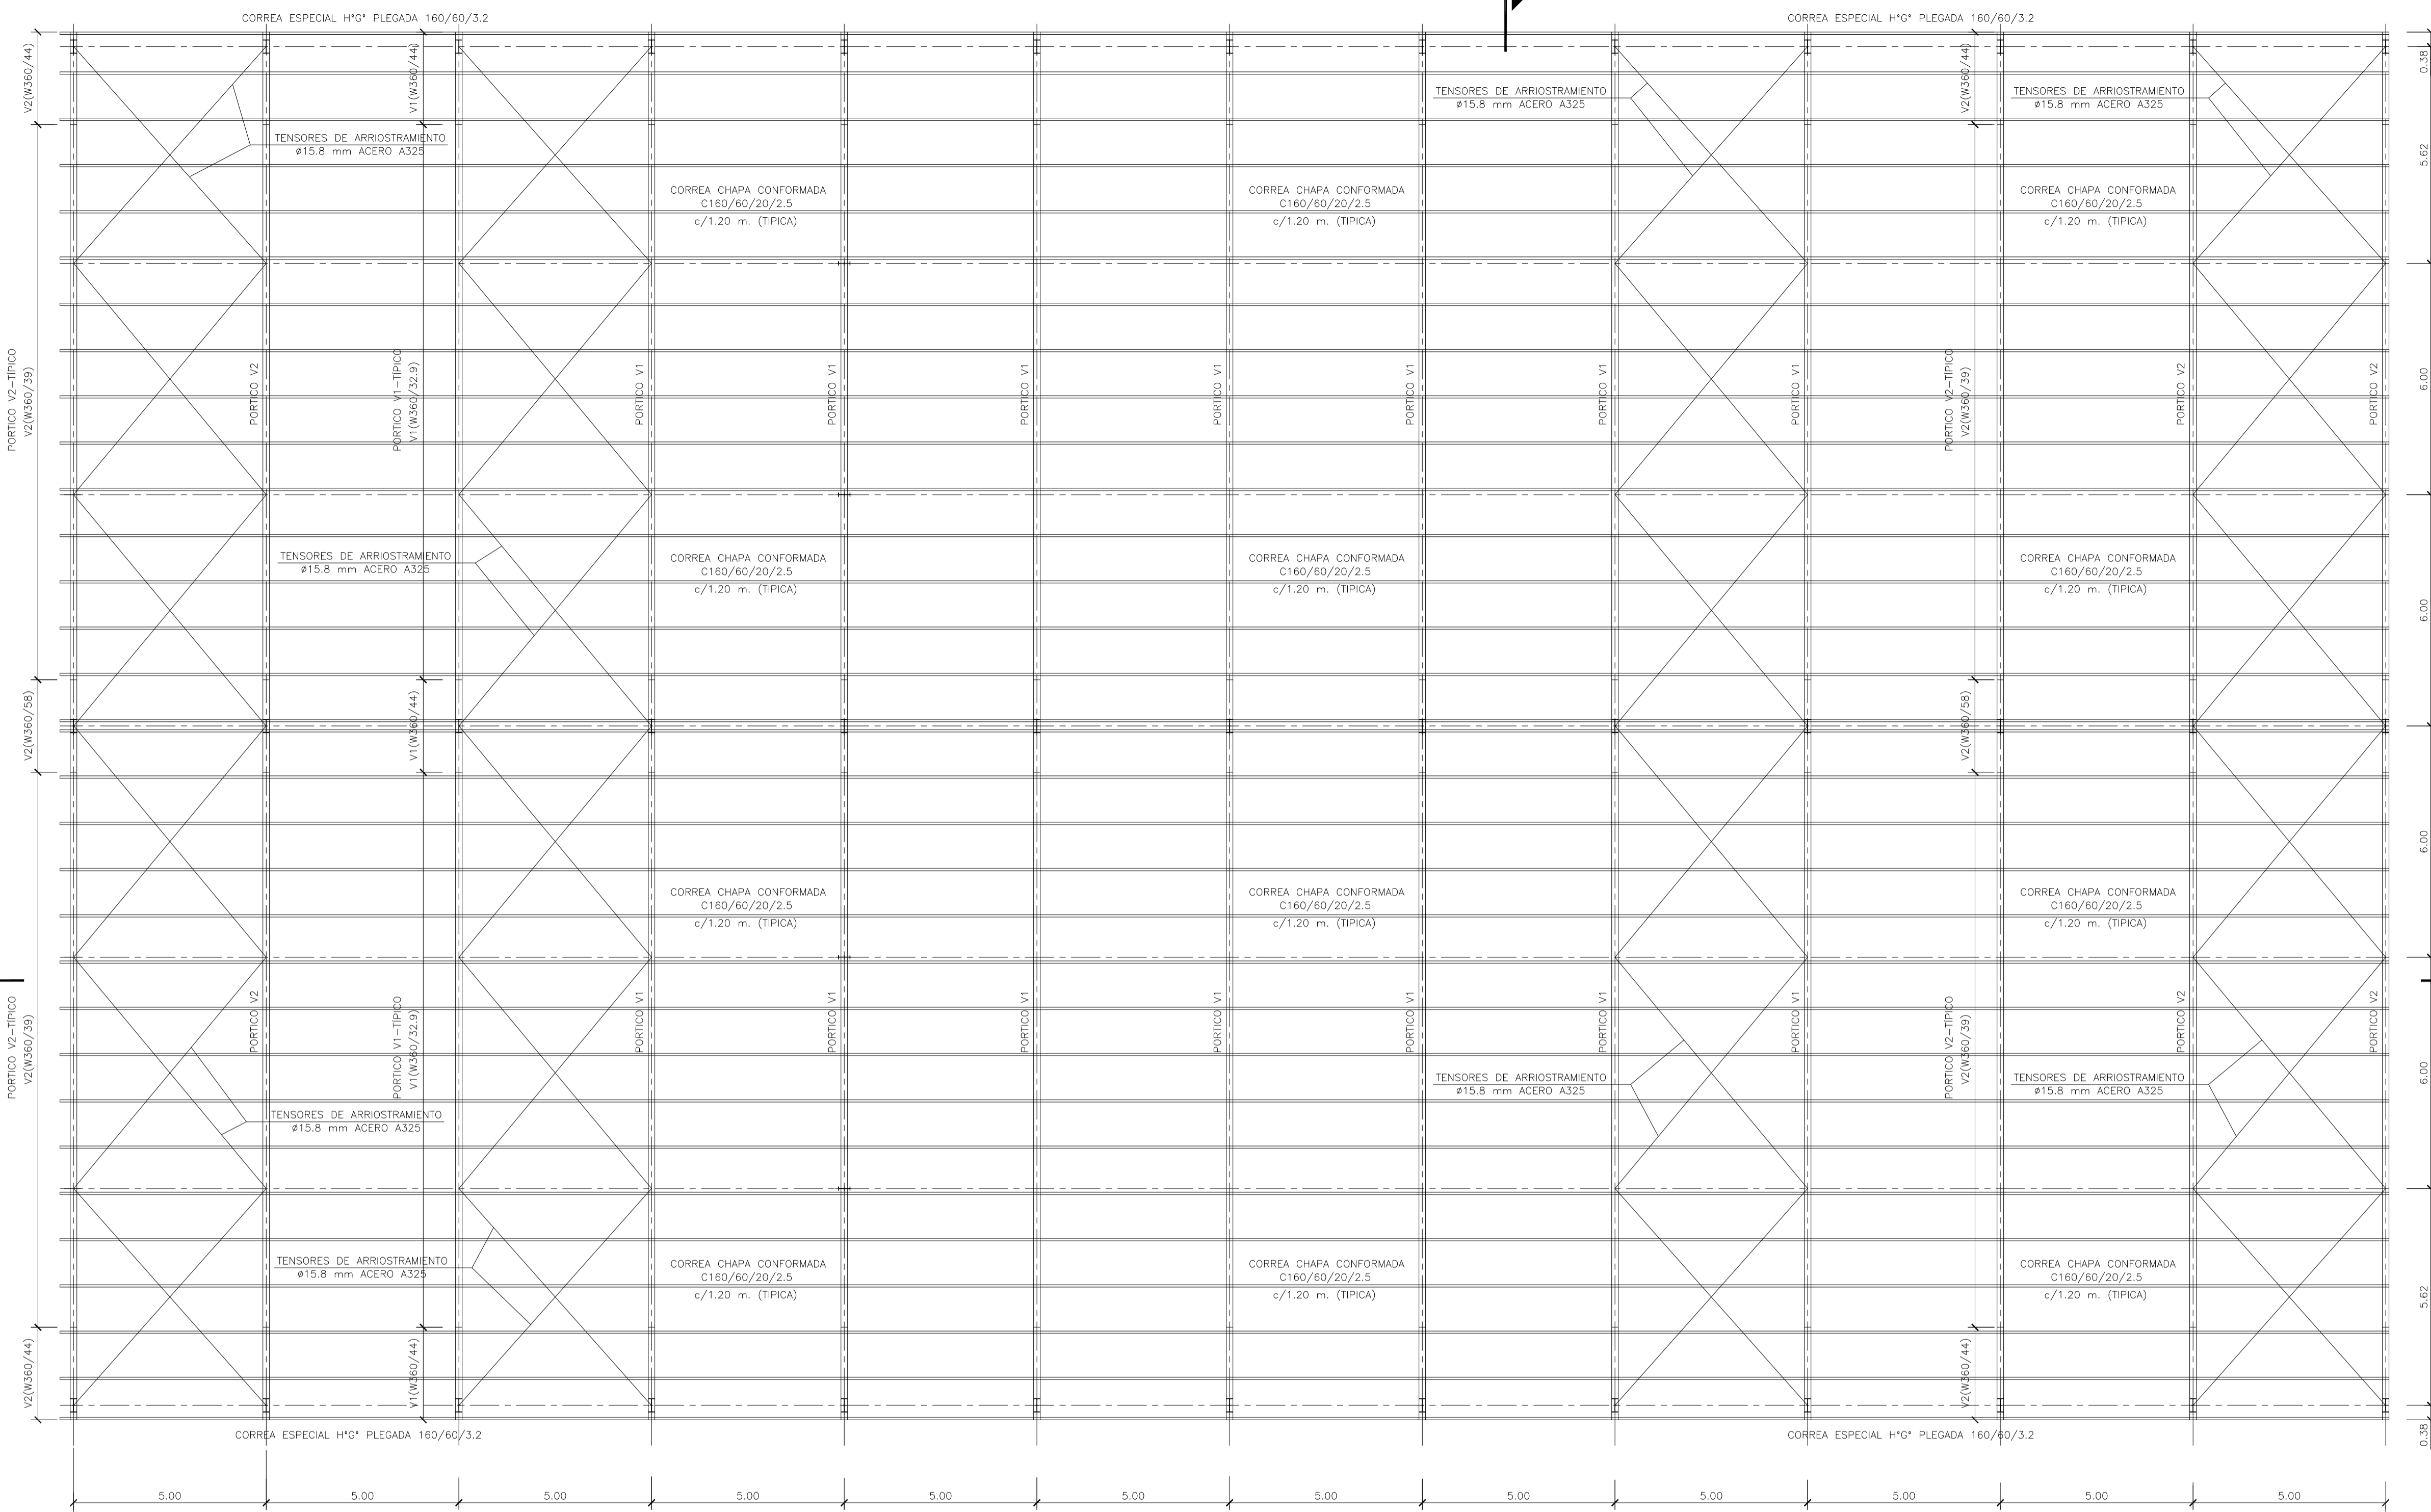 CORREA ESPECIAL H°G° PLEGADA 160/60/3.2
CORREA ESPECIAL H°G° PLEGADA 160/60/3.2
V2(W360/44)
V1(W360/44)
V2(W360/44)
0.38
TENSORES DE ARRIOSTRAMIENTO
ø15.8 mm ACERO A325
TENSORES DE ARRIOSTRAMIENTO
ø15.8 mm ACERO A325
TENSORES DE ARRIOSTRAMIENTO
ø15.8 mm ACERO A325
5.62
CORREA CHAPA CONFORMADA
C160/60/20/2.5
c/1.20 m. (TIPICA)
CORREA CHAPA CONFORMADA
C160/60/20/2.5
c/1.20 m. (TIPICA)
CORREA CHAPA CONFORMADA
C160/60/20/2.5
c/1.20 m. (TIPICA)
PORTICO V2-TÍPICO
V2(W360/39)
PORTICO V2
PORTICO V1-TÍPICO
V1(W360/32.9)
PORTICO V1
PORTICO V1
PORTICO V1
PORTICO V1
PORTICO V1
PORTICO V1
PORTICO V1
PORTICO V2-TÍPICO
V2(W360/39)
PORTICO V2
PORTICO V2
6.00
TENSORES DE ARRIOSTRAMIENTO
ø15.8 mm ACERO A325
CORREA CHAPA CONFORMADA
C160/60/20/2.5
c/1.20 m. (TIPICA)
CORREA CHAPA CONFORMADA
C160/60/20/2.5
c/1.20 m. (TIPICA)
CORREA CHAPA CONFORMADA
C160/60/20/2.5
c/1.20 m. (TIPICA)
6.00
V2(W360/58)
V1(W360/44)
V2(W360/58)
6.00
CORREA CHAPA CONFORMADA
C160/60/20/2.5
c/1.20 m. (TIPICA)
CORREA CHAPA CONFORMADA
C160/60/20/2.5
c/1.20 m. (TIPICA)
CORREA CHAPA CONFORMADA
C160/60/20/2.5
c/1.20 m. (TIPICA)
PORTICO V2-TÍPICO
V2(W360/39)
PORTICO V2
PORTICO V1-TÍPICO
V1(W360/32.9)
PORTICO V1
PORTICO V1
PORTICO V1
PORTICO V1
PORTICO V1
PORTICO V1
PORTICO V1
PORTICO V2-TÍPICO
V2(W360/39)
PORTICO V2
PORTICO V2
6.00
TENSORES DE ARRIOSTRAMIENTO
ø15.8 mm ACERO A325
TENSORES DE ARRIOSTRAMIENTO
ø15.8 mm ACERO A325
TENSORES DE ARRIOSTRAMIENTO
ø15.8 mm ACERO A325
TENSORES DE ARRIOSTRAMIENTO
ø15.8 mm ACERO A325
CORREA CHAPA CONFORMADA
C160/60/20/2.5
c/1.20 m. (TIPICA)
CORREA CHAPA CONFORMADA
C160/60/20/2.5
c/1.20 m. (TIPICA)
CORREA CHAPA CONFORMADA
C160/60/20/2.5
c/1.20 m. (TIPICA)
5.62
V2(W360/44)
V1(W360/44)
V2(W360/44)
0.38
CORREA ESPECIAL H°G° PLEGADA 160/60/3.2
CORREA ESPECIAL H°G° PLEGADA 160/60/3.2
5.00
5.00
5.00
5.00
5.00
5.00
5.00
5.00
5.00
5.00
5.00
5.00